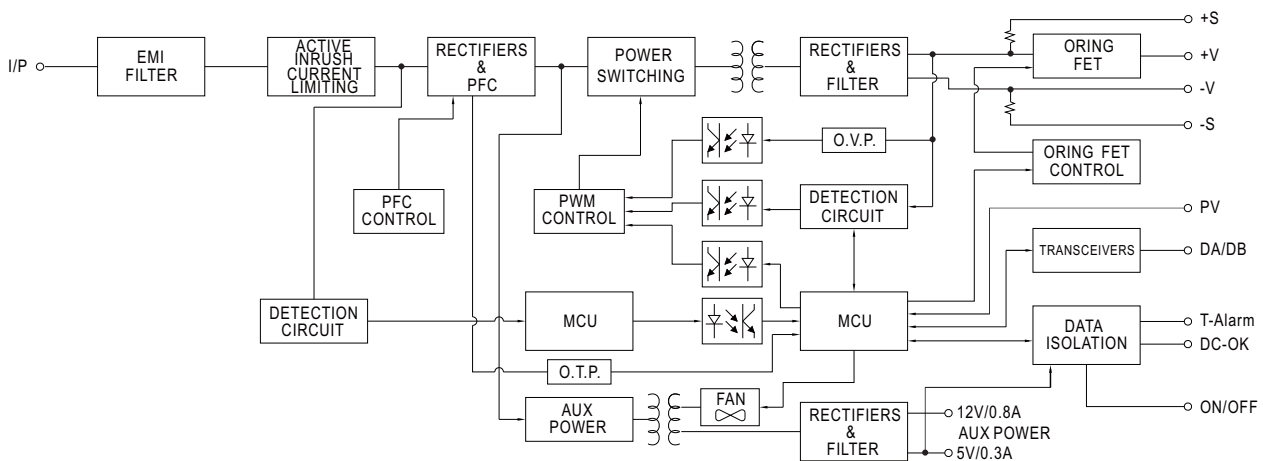 +S
I/P
EMI
FILTER
ACTIVE
INRUSH
CURRENT
LIMITING
RECTIFIERS
&
PFC
POWER
SWITCHING
RECTIFIERS
&
FILTER
ORING
FET
+V
-V
-S
O.V.P.
ORING FET
CONTROL
PFC
CONTROL
PWM
CONTROL
DETECTION
CIRCUIT
PV
TRANSCEIVERS
DA/DB
DETECTION
CIRCUIT
MCU
MCU
DATA
ISOLATION
T-Alarm
DC-OK
O.T.P.
AUX
POWER
FAN
RECTIFIERS
&
FILTER
12V/0.8A
AUX POWER
5V/0.3A
ON/OFF